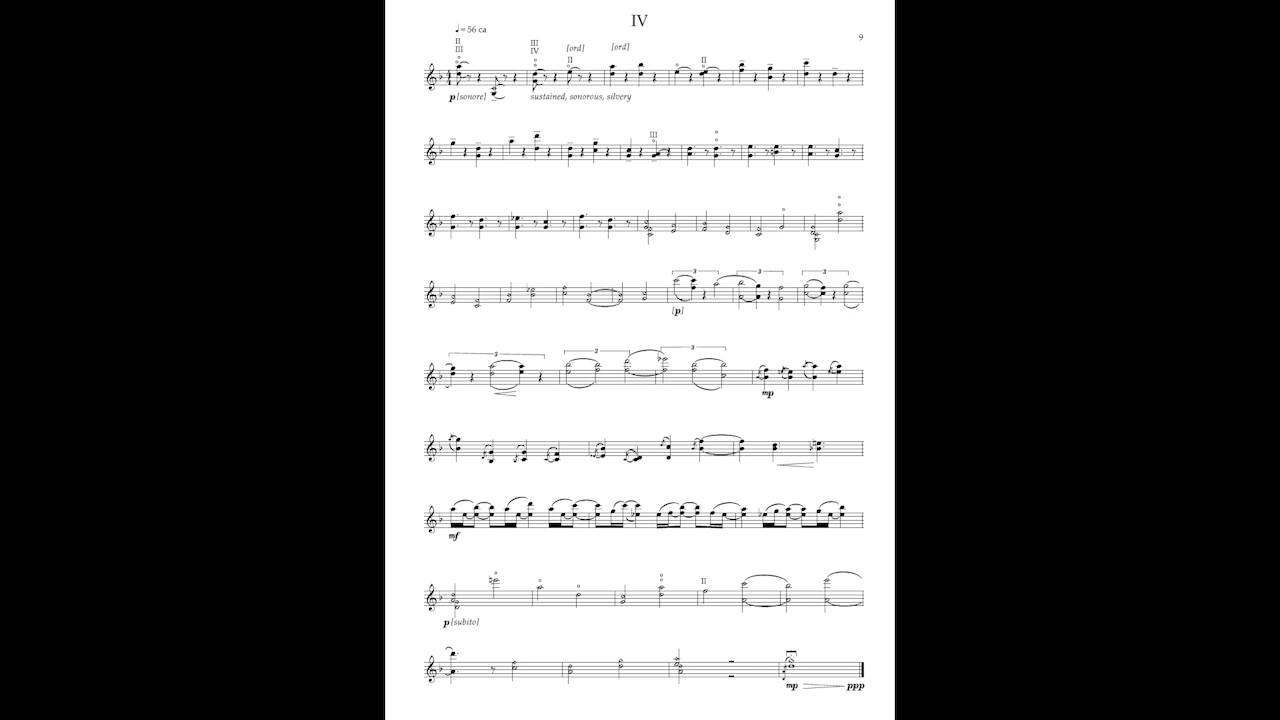 IV
9
♩ = 56 ca
II III [ord] [ord]
III IV II II
p [sonore] sustained, sonorous, silvery
III
3 3 3
[p]
3 3 3
mp
mf
II
p [subito]
mp ppp